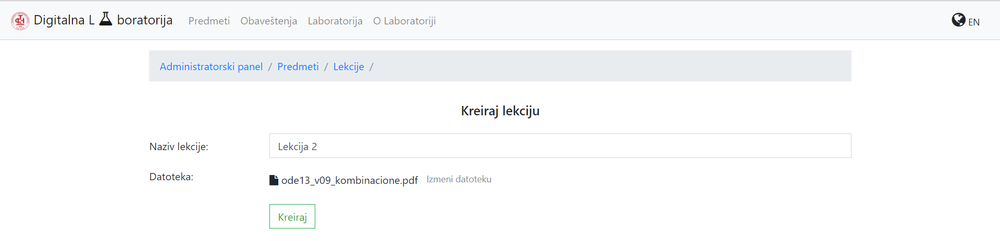 Digitalna L boratorija Predmeti Obaveštenja Laboratorija O Laboratoriji EN
Administratorski panel / Predmeti / Lekcije /
Kreiraj lekciju
Naziv lekcije: Lekcija 2
Datoteka: ode13_v09_kombinacione.pdf Izmeni datoteku
Kreiraj